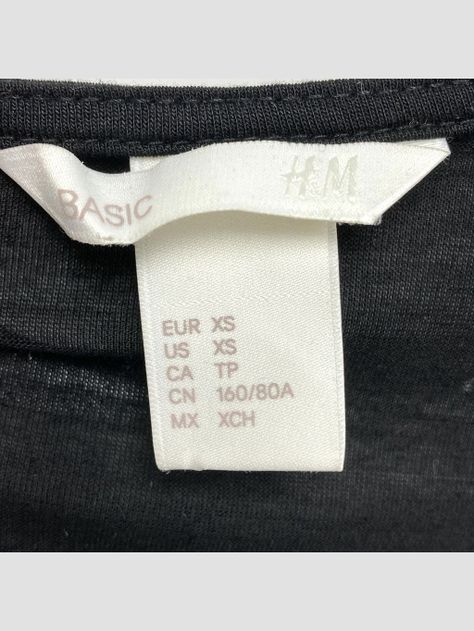 BASIC
H&M
EUR XS
US XS
CA TP
CN 160/80A
MX XCH